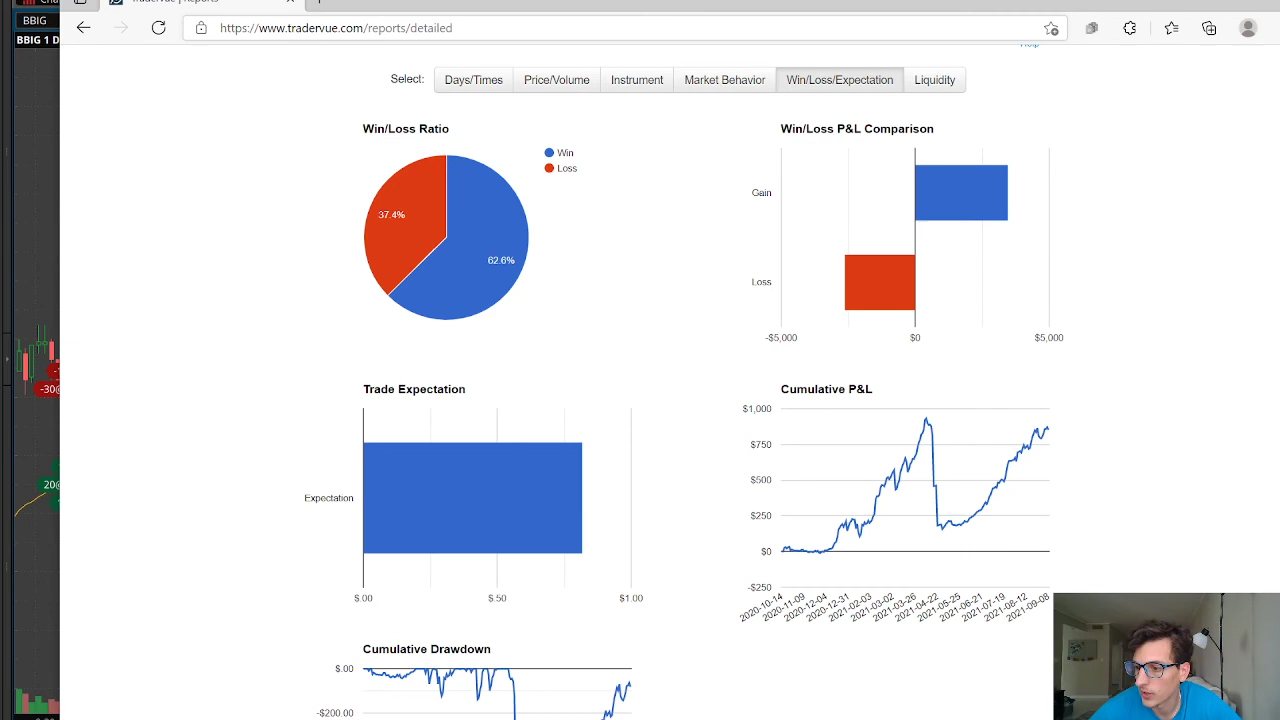 Tradervue | Reports
BBIG
https://www.tradervue.com/reports/detailed
BBIG 1 D
Help
Select:
Days/Times
Price/Volume
Instrument
Market Behavior
Win/Loss/Expectation
Liquidity
Win/Loss Ratio
Win
Loss
37.4%
62.6%
Win/Loss P&L Comparison
Gain
Loss
-$5,000
$0
$5,000
-30@
20@
Trade Expectation
Expectation
$.00
$.50
$1.00
Cumulative P&L
$1,000
$750
$500
$250
$0
-$250
2020-10-14
2020-11-09
2020-12-04
2020-12-31
2021-02-03
2021-03-02
2021-03-26
2021-04-22
2021-05-25
2021-06-21
2021-07-19
2021-08-12
2021-09-08
Cumulative Drawdown
$.00
-$200.00